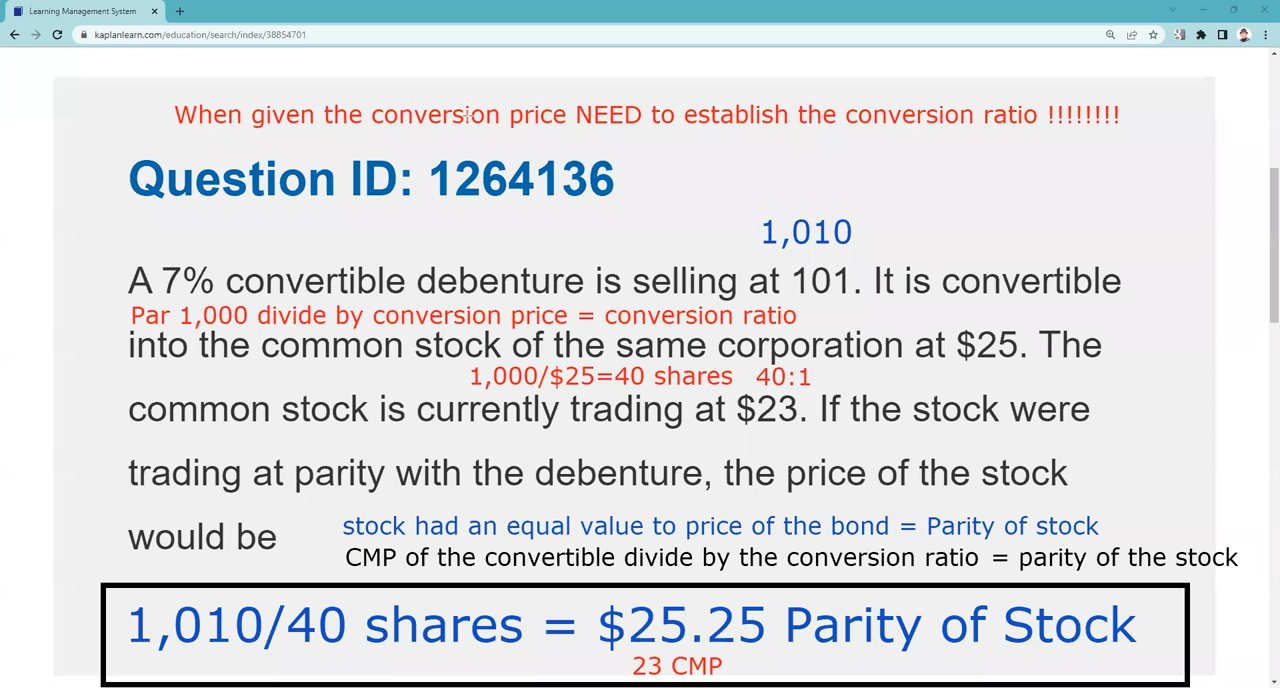 Learning Management System
kaplanlearn.com/education/search/index/38854701
When given the conversion price NEED to establish the conversion ratio !!!!!!!!
Question ID: 1264136
1,010
A 7% convertible debenture is selling at 101. It is convertible
Par 1,000 divide by conversion price = conversion ratio
into the common stock of the same corporation at $25. The
1,000/$25=40 shares 40:1
common stock is currently trading at $23. If the stock were
trading at parity with the debenture, the price of the stock
would be
stock had an equal value to price of the bond = Parity of stock
CMP of the convertible divide by the conversion ratio = parity of the stock
1,010/40 shares = $25.25 Parity of Stock
23 CMP